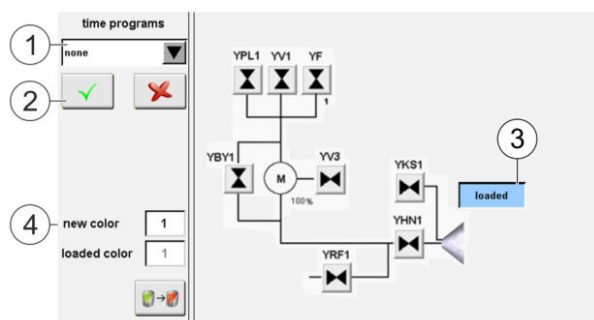 time programs
1
none
2
4
new color 1
loaded color 1
YPL1 YV1 YF
1
YBY1
M
100%
YV3
YKS1
3
loaded
YHN1
YRF1